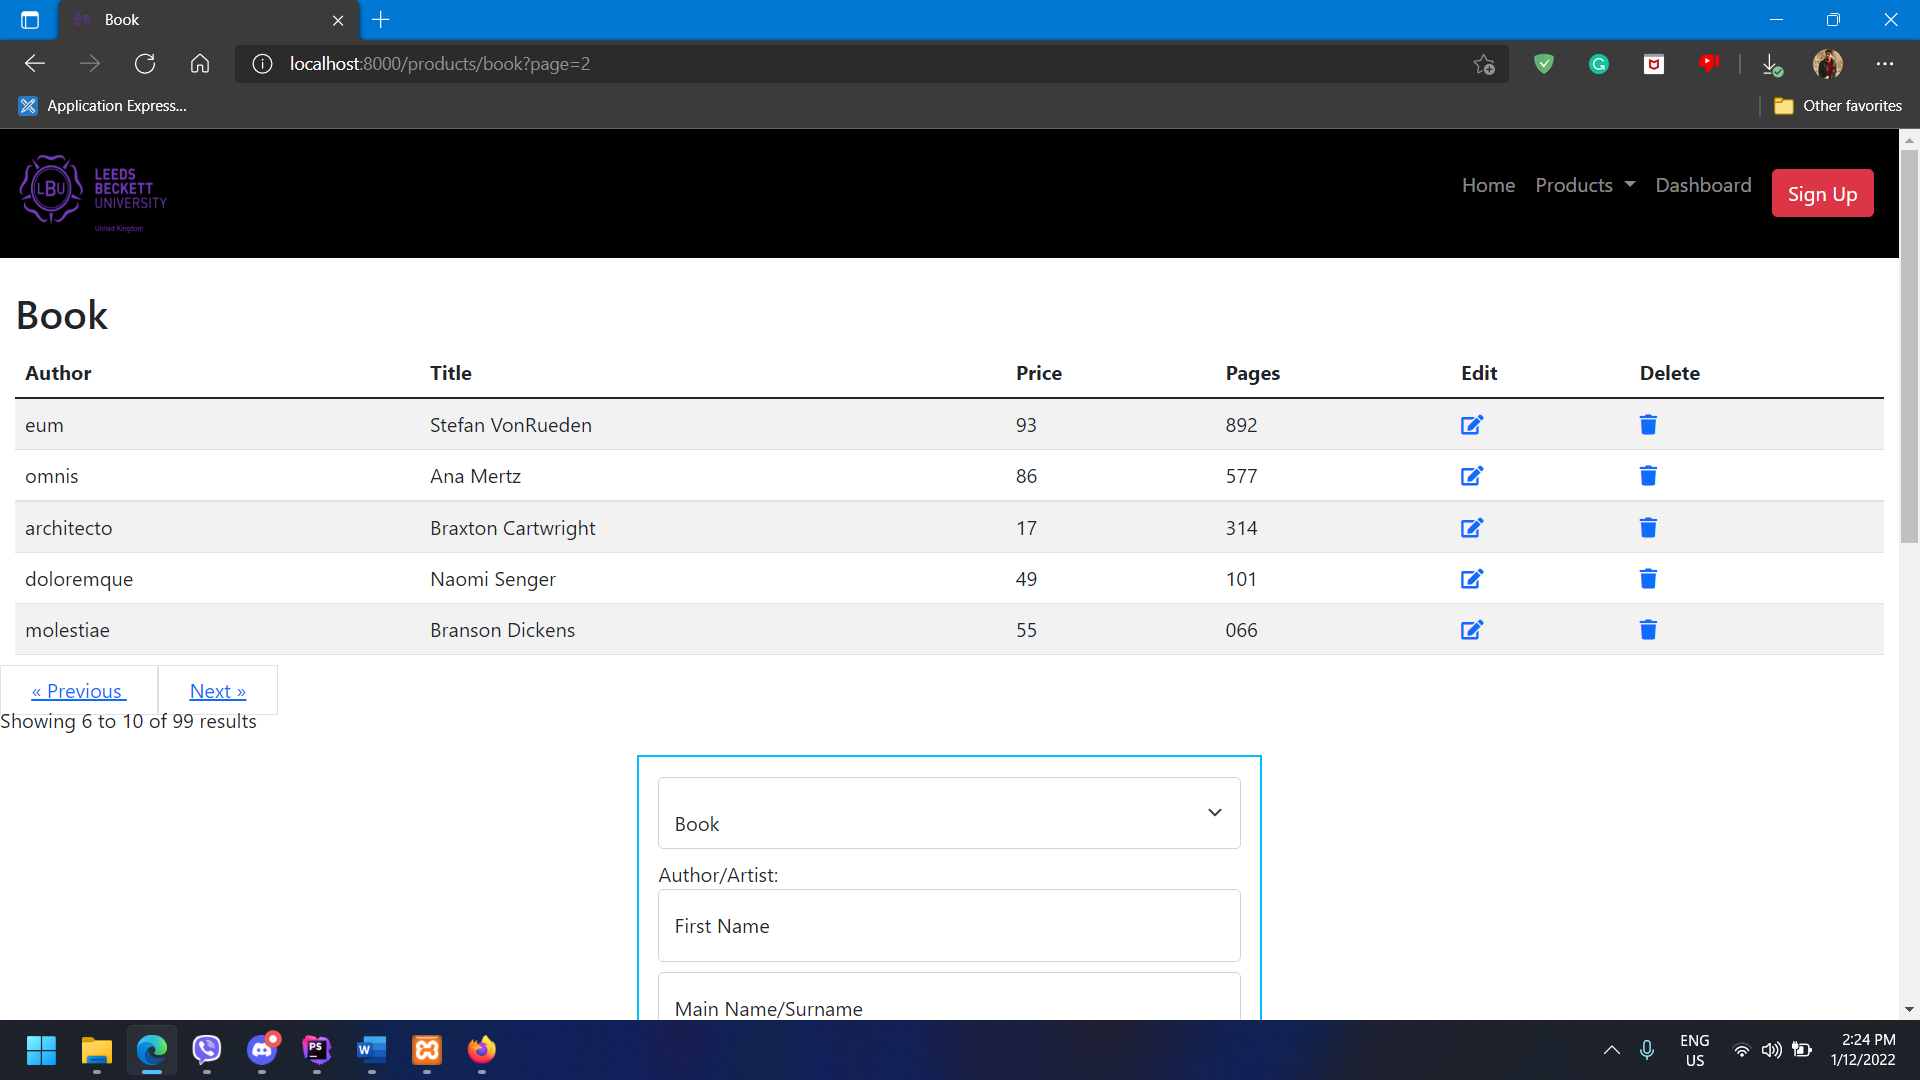 Book
localhost:8000/products/book?page=2
Application Express...
Other favorites
LBU
LEEDS
BECKETT
UNIVERSITY
United Kingdom
Home Products Dashboard Sign Up
Book
Author Title Price Pages Edit Delete
eum Stefan VonRueden 93 892
omnis Ana Mertz 86 577
architecto Braxton Cartwright 17 314
doloremque Naomi Senger 49 101
molestiae Branson Dickens 55 066
« Previous Next »
Showing 6 to 10 of 99 results
Book
Author/Artist:
First Name
Main Name/Surname
PS
W
ENG
US
2:24 PM
1/12/2022